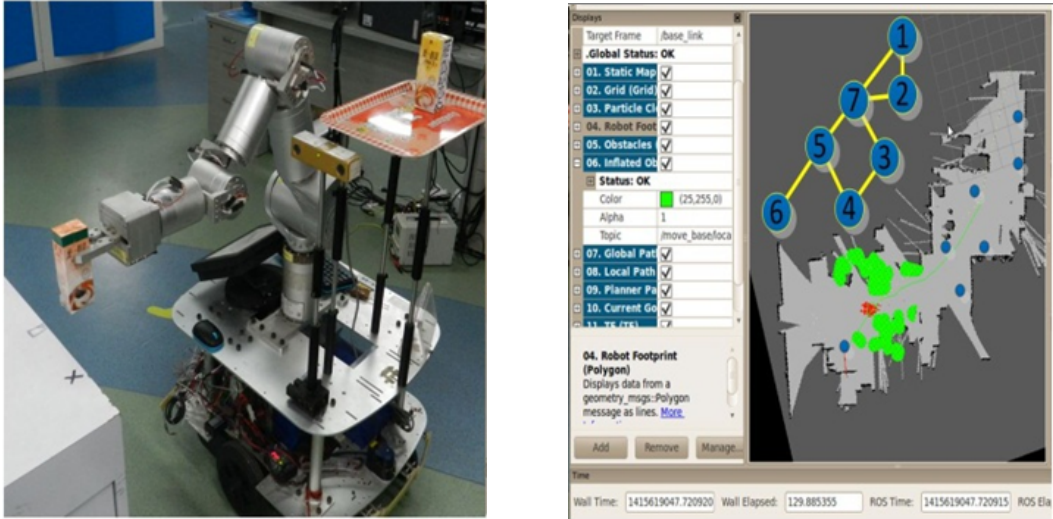 Displays
Target Frame /base_link
.Global Status: OK
01. Static Map
02. Grid (Grid)
03. Particle Cl
04. Robot Foot
05. Obstacles (
06. Inflated Ob
Status: OK
Color (25,255,0)
Alpha 1
Topic /move_base/loca
07. Global Pat
08. Local Path
09. Planner Pa
10. Current Go
11. TF (TF)
04. Robot Footprint
(Polygon)
Displays data from a
geometry_msgs::Polygon
message as lines. More
Add Remove Manage...
1
2
7
5
3
6
4
Time
Wall Time: 1415619047.720920 Wall Elapsed: 129.885355 ROS Time: 1415619047.720915 ROS Ela